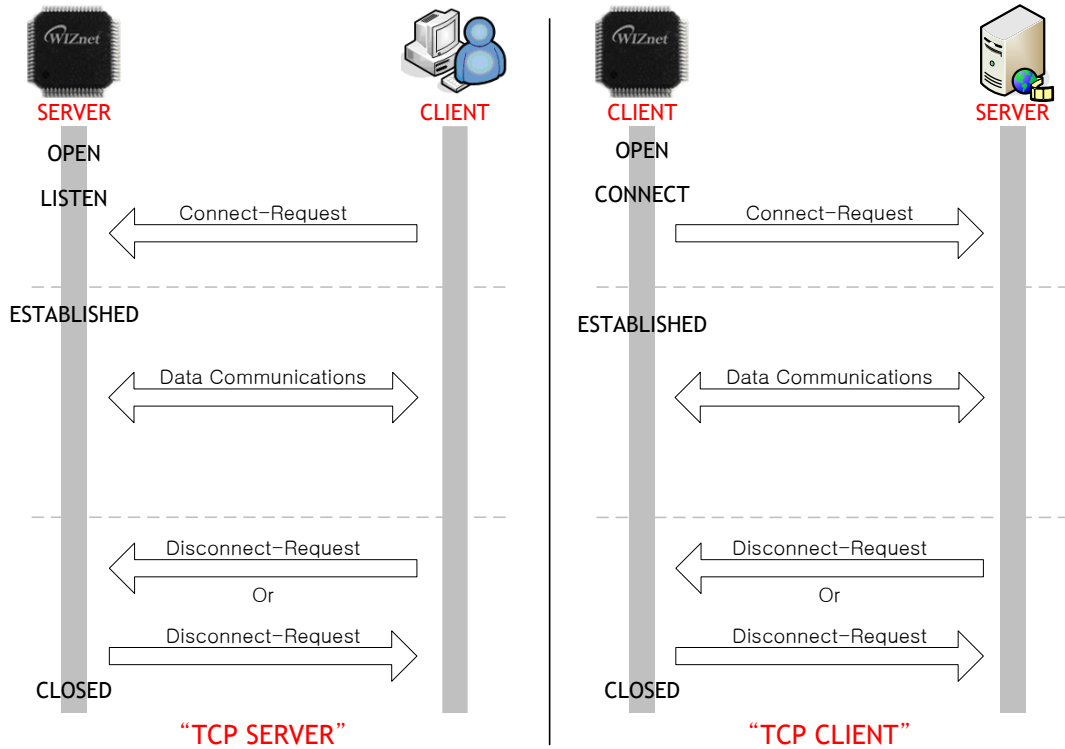 WIZnet
SERVER
CLIENT
OPEN
LISTEN
Connect-Request
ESTABLISHED
Data Communications
Disconnect-Request
Or
Disconnect-Request
CLOSED
“TCP SERVER”
WIZnet
CLIENT
SERVER
OPEN
CONNECT
Connect-Request
ESTABLISHED
Data Communications
Disconnect-Request
Or
Disconnect-Request
CLOSED
“TCP CLIENT”